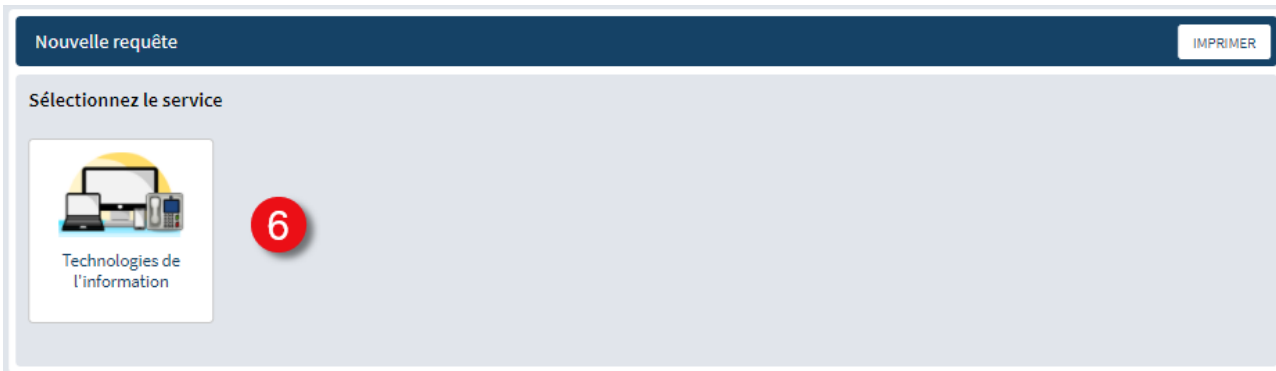 Nouvelle requête
IMPRIMER
Sélectionnez le service
6
Technologies de
l'information